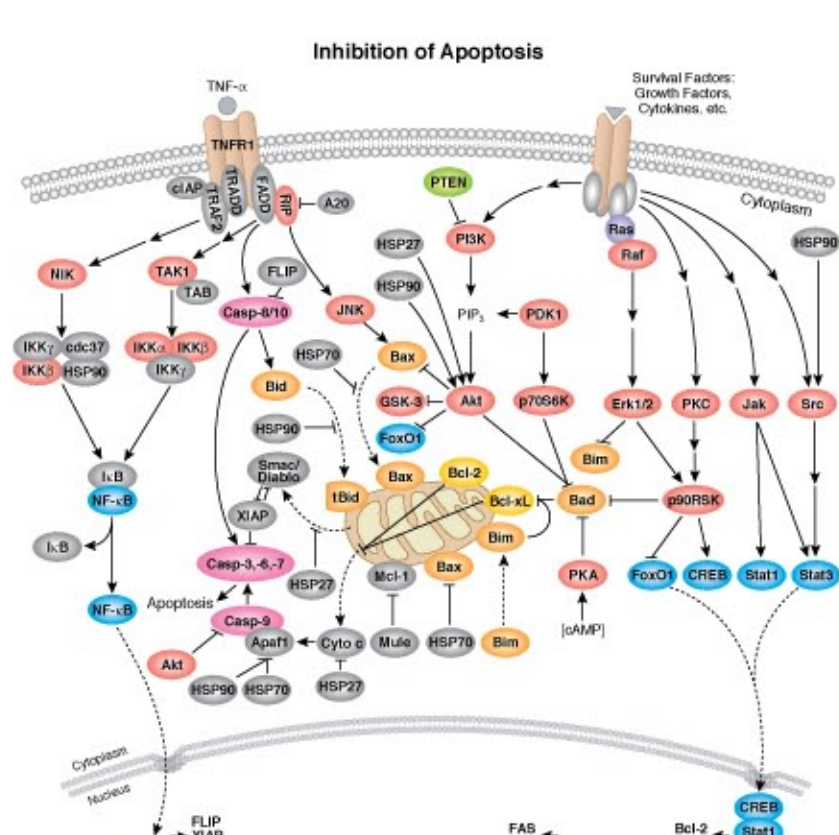 Inhibition of Apoptosis
TNF-α
Survival Factors:
Growth Factors,
Cytokines, etc.
TNFR1
cIAP
TRAF2
TRADD
FADD
RIP
A20
PTEN
Cytoplasm
HSP27
PI3K
Ras
Raf
HSP90
NIK
TAK1
TAB
FLIP
HSP90
Casp-8/10
JNK
PIP3
PDK1
IKKγ cdc37
IKKβ HSP90
IKKα IKKβ
IKKγ
HSP70
Bax
Bid
GSK-3
Akt
p70S6K
Erk1/2
PKC
Jak
Src
HSP90
FoxO1
Bim
IκB
NF-κB
Smac/
Diablo
Bax
Bcl-2
tBid
Bcl-xL
Bad
p90RSK
XIAP
Bim
IκB
Casp-3,-6,-7
HSP27
Mcl-1
Bax
PKA
FoxO1
CREB
Stat1
Stat3
Apoptosis
NF-κB
Casp-9
Apaf1
Cyto c
Mule
HSP70
Bim
[cAMP]
Akt
HSP90
HSP70
HSP27
Cytoplasm
Nucleus
CREB
FLIP
XIAP
FAS
Bcl-2
Stat1